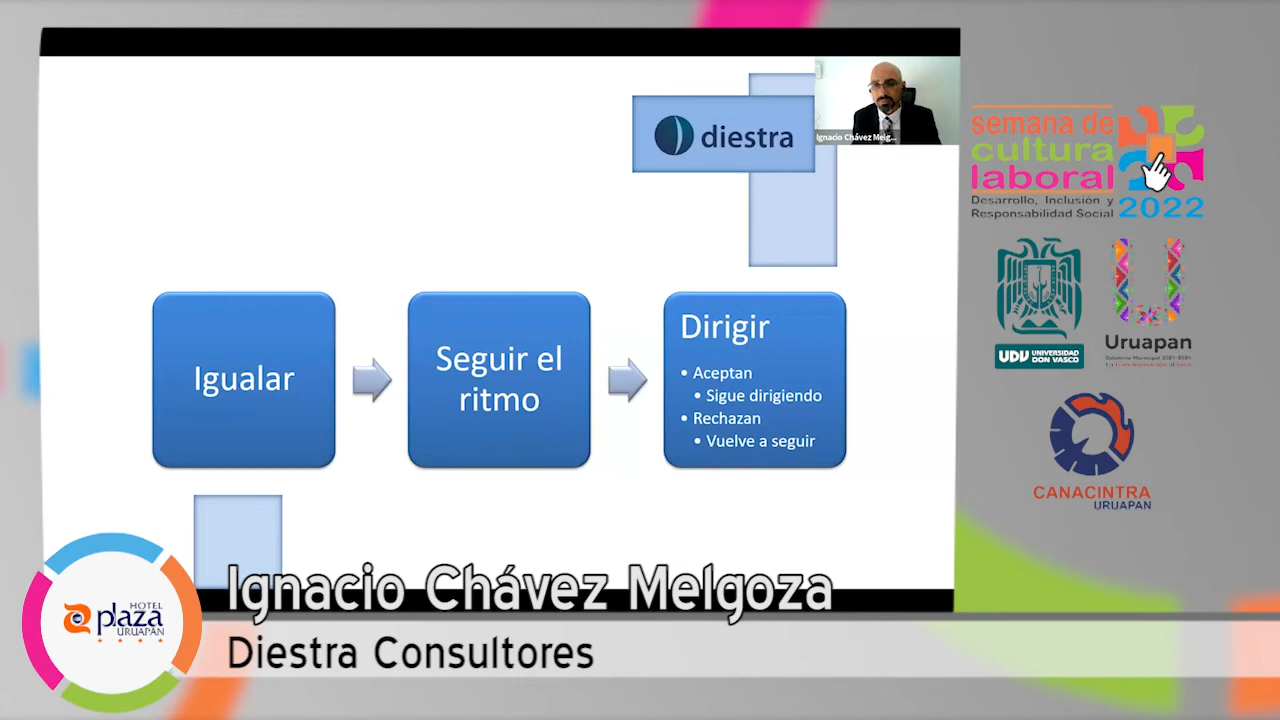 diestra
Ignacio Chávez Melg...
semana de
cultura
laboral
Desarrollo, Inclusión y
Responsabilidad Social
2022
Igualar
Seguir el
ritmo
Dirigir
• Aceptan
• Sigue dirigiendo
• Rechazan
• Vuelve a seguir
UDV UNIVERSIDAD
DON VASCO
Uruapan
Gobierno Municipal 2021-2024
CANACINTRA
URUAPAN
HOTEL
plaza
URUAPAN
Ignacio Chávez Melgoza
Diestra Consultores